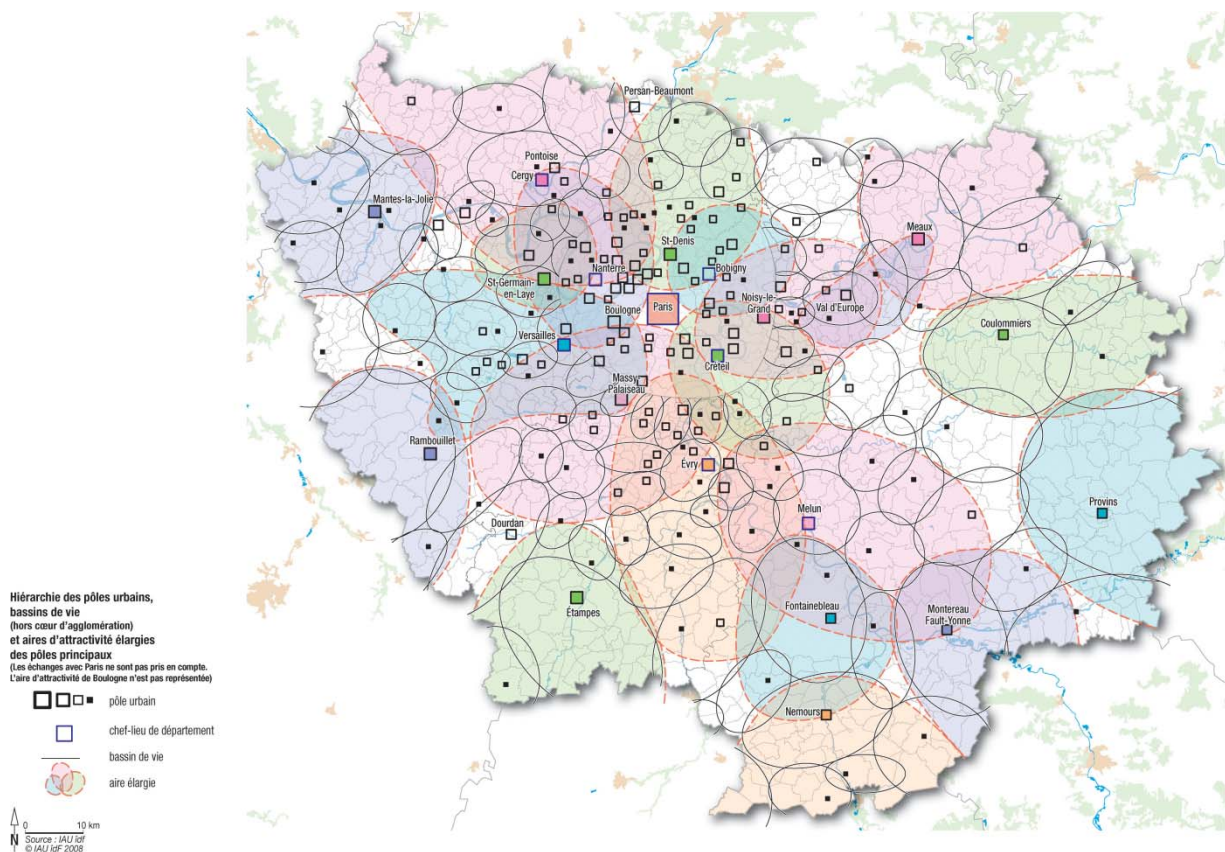 Persan-Beaumont
Pontoise
Cergy
Mantes-la-Jolie
Meaux
St-Denis
Nanterre
Bobigny
St-Germain-
en-Laye
Val d'Europe
Noisy-le-
Grand
Paris
Boulogne
Coulommiers
Versailles
Créteil
Massy
Palaiseau
Rambouillet
Évry
Provins
Melun
Dourdan
Étampes
Fontainebleau
Montereau
Fault-Yonne
Nemours
Hiérarchie des pôles urbains,
bassins de vie
(hors cœur d'agglomération)
et aires d'attractivité élargies
des pôles principaux
(Les échanges avec Paris ne sont pas pris en compte.
L'aire d'attractivité de Boulogne n'est pas représentée)
pôle urbain
chef-lieu de département
bassin de vie
aire élargie
0 10 km
N
Source : IAU îdf
© IAU îdF 2008